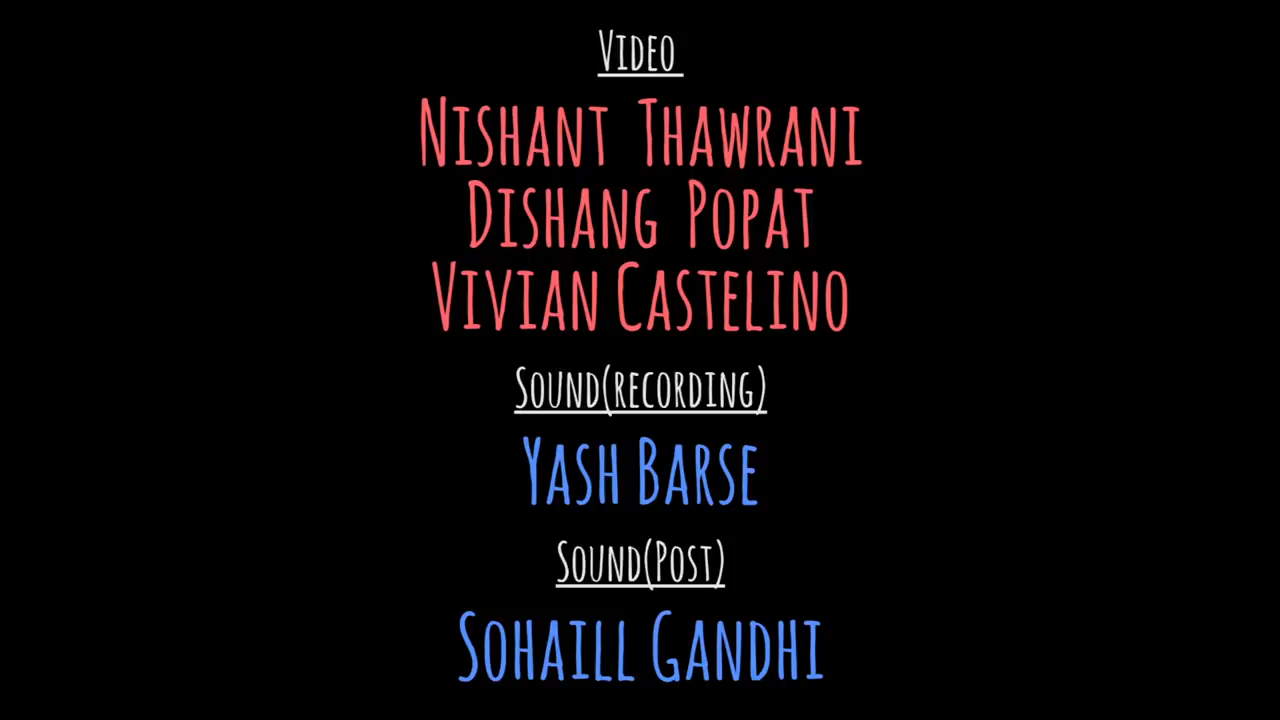 Video
Nishant Thawrani
Dishang Popat
Vivian Castelino
Sound(recording)
Yash Barse
Sound(Post)
Sohaill Gandhi